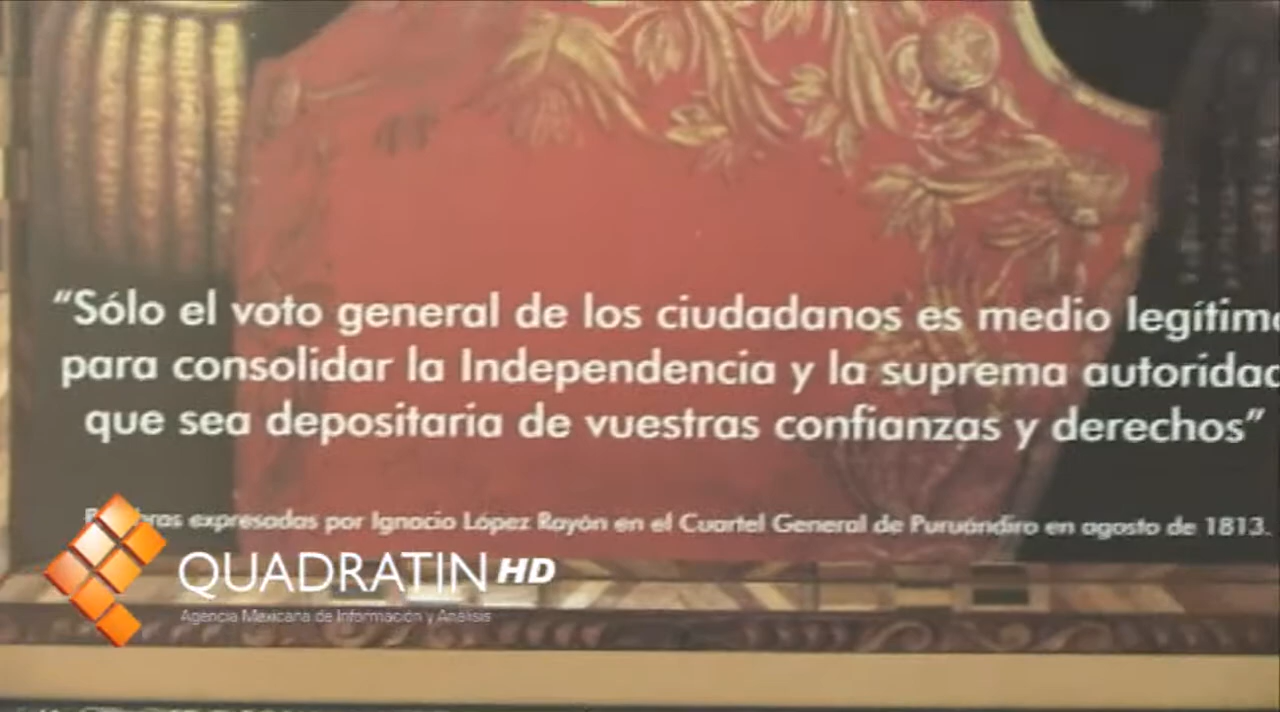 “Sólo el voto general de los ciudadanos es medio legítim
para consolidar la Independencia y la suprema autoridad
que sea depositaria de vuestras confianzas y derechos”
expresadas por Ignacio López Rayón en el Cuartel General de Puruándiro en agosto de 1813.
QUADRATIN HD
Agencia Mexicana de Información y Análisis